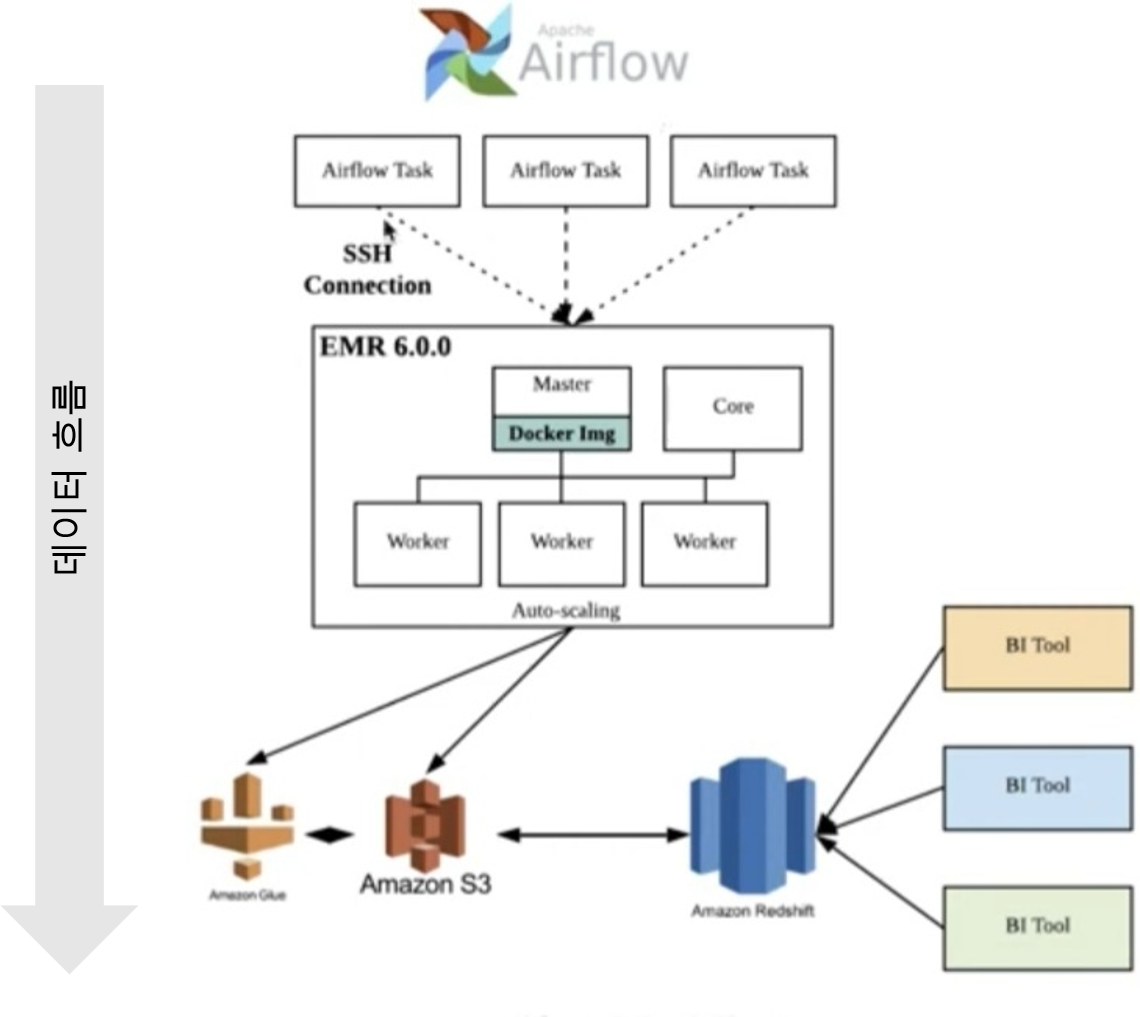 Apache
Airflow
Airflow Task
Airflow Task
Airflow Task
SSH
Connection
EMR 6.0.0
Master
Docker Img
Core
Worker
Worker
Worker
Auto-scaling
데이터 흐름
BI Tool
BI Tool
BI Tool
Amazon Glue
Amazon S3
Amazon Redshift